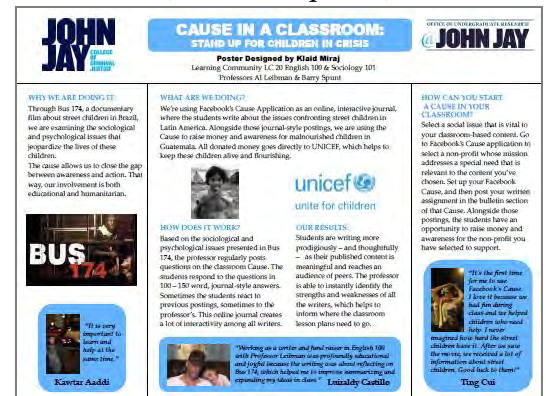 JOHN
JAY
COLLEGE
OF
CRIMINAL
JUSTICE
CAUSE IN A CLASSROOM:
STAND UP FOR CHILDREN IN CRISIS
Poster Designed by Klaid Miraj
Learning Community LC 20 English 100 & Sociology 101
Professors Al Leibman & Barry Spunt
OFFICE OF UNDERGRADUATE RESEARCH
@JOHN JAY
WHY WE ARE DOING IT:
Through Bus 174, a documentary
film about street children in Brazil,
we are examining the sociological
and psychological issues that
jeopardize the lives of these
children.
The cause allows us to close the gap
between awareness and action. That
way, our involvement is both
educational and humanitarian.
BUS
174
"It is very
important to
learn and
help at the
same time."
Kawtar Aaddi
WHAT ARE WE DOING?
We're using Facebook's Cause Application as an online, interactive journal,
where the students write about the issues confronting street children in
Latin America. Alongside those journal-style postings, we are using the
Cause to raise money and awareness for malnourished children in
Guatemala. All donated money goes directly to UNICEF, which helps to
keep these children alive and flourishing.
unicef
unite for children
HOW DOES IT WORK?
Based on the sociological and
psychological issues presented in Bus
174, the professor regularly posts
questions on the classroom Cause. The
students respond to the questions in
100 – 150 word, journal-style answers.
Sometimes the students react to
previous postings, sometimes to the
professor's. This online journal creates
a lot of interactivity among all writers.
OUR RESULTS:
Students are writing more
prodigiously – and thoughtfully
– as their published content is
meaningful and reaches an
audience of peers. The professor
is able to instantly identify the
strengths and weaknesses of all
the writers, which helps to
inform where the classroom
lesson plans need to go.
"Working as a writer and fund raiser in English 100
with Professor Leibman was profoundly educational
and joyful because the writing was about reflecting on
Bus 174, which helped me to improve summarizing and
expanding my ideas in class."
Luiraldy Castillo
HOW CAN YOU START
A CAUSE IN YOUR
CLASSROOM?
Select a social issue that is vital to
your classroom-based content. Go
to Facebook's Cause application to
select a non-profit whose mission
addresses a special need that is
relevant to the content you've
chosen. Set up your Facebook
Cause, and then post your written
assignment in the bulletin section
of that Cause. Alongside those
postings, the students have an
opportunity to raise money and
awareness for the non-profit you
have selected to support.
"It's the first time
for me to see
Facebook's Cause.
I love it because we
had fun during
class and we helped
children who need
help. I never
imagined how hard the street
children have it. After we saw
the movie, we received a lot of
information about street
children. Good luck to them!"
Ting Cui